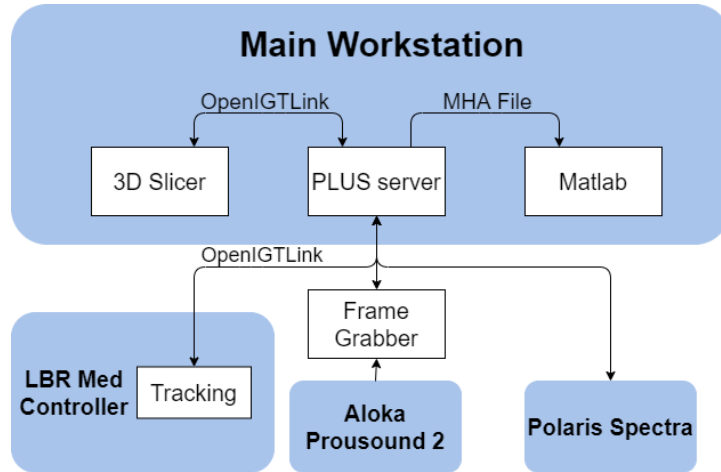 Main Workstation
OpenIGTLink
MHA File
3D Slicer
PLUS server
Matlab
OpenIGTLink
Frame
Grabber
LBR Med
Controller
Tracking
Aloka
Prousound 2
Polaris Spectra